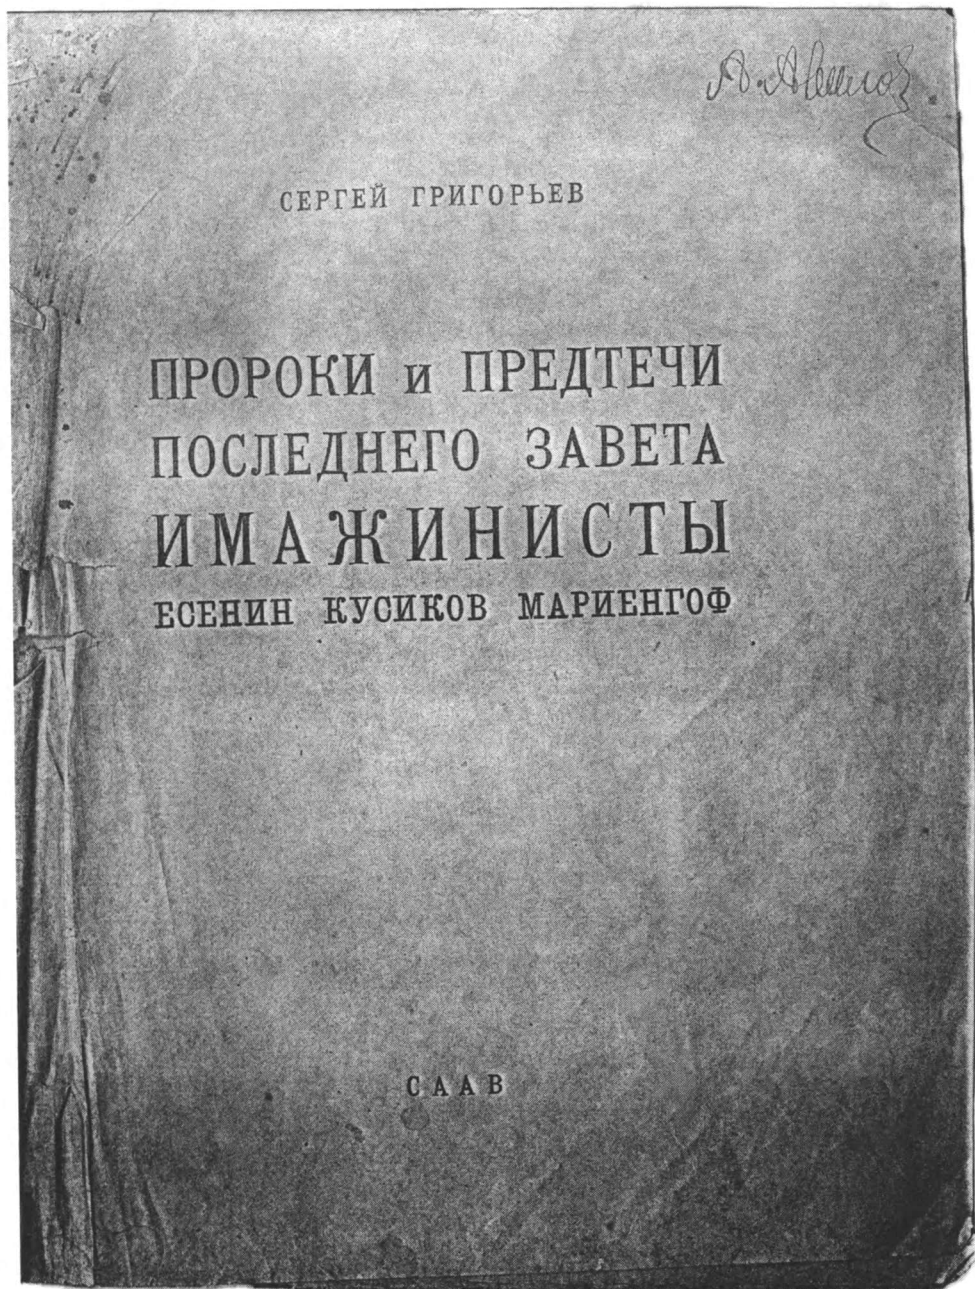 СЕРГЕЙ ГРИГОРЬЕВ
ПРОРОКИ и ПРЕДТЕЧИ
ПОСЛЕДНЕГО ЗАВЕТА
ИМАЖИНИСТЫ
ЕСЕНИН КУСИКОВ МАРИЕНГОФ
СААВ